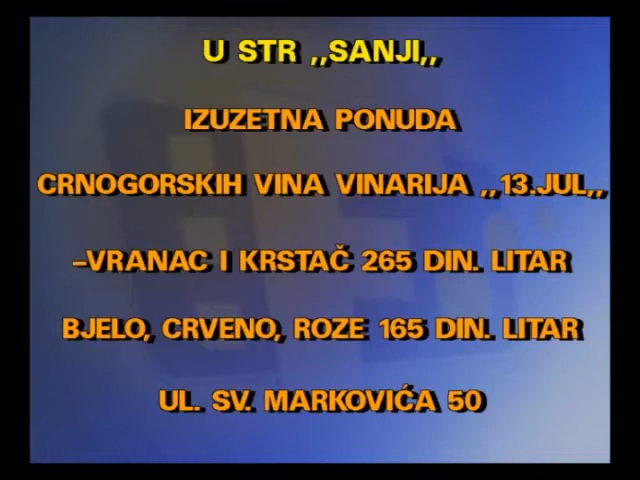 U STR ,,SANJI,,
IZUZETNA PONUDA
CRNOGORSKIH VINA VINARIJA ,,13.JUL,,
–VRANAC I KRSTAČ 265 DIN. LITAR
BJELO, CRVENO, ROZE 165 DIN. LITAR
UL. SV. MARKOVIĆA 50